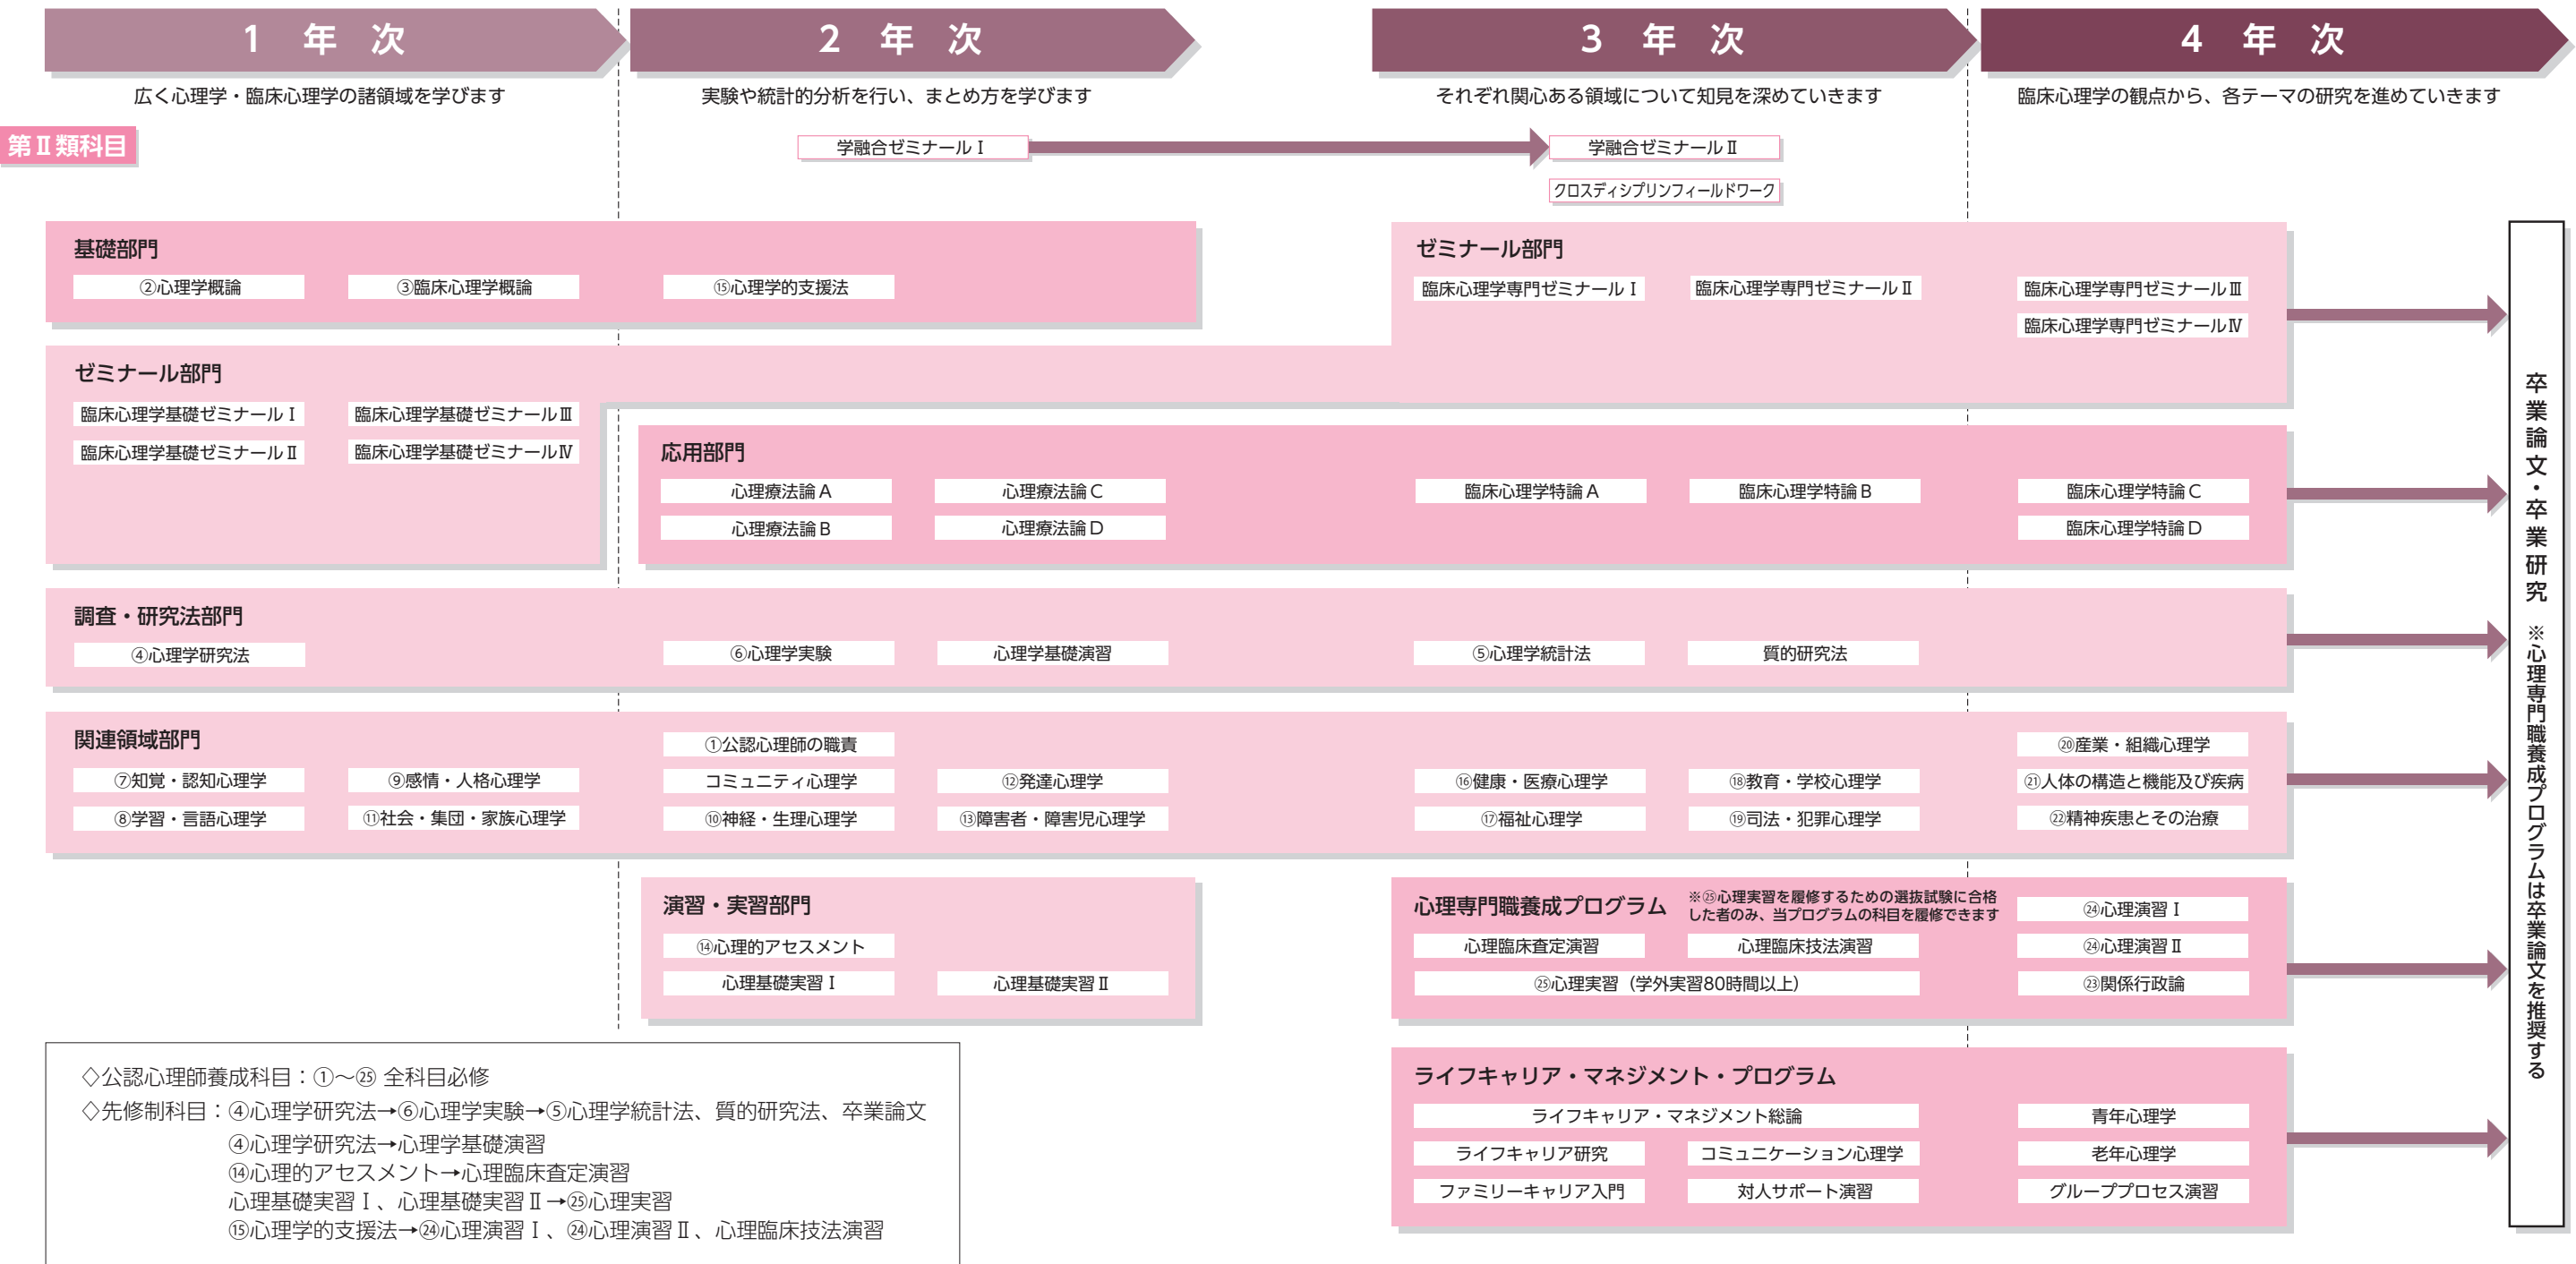 1 年 次
2 年 次
3 年 次
4 年 次
広く心理学・臨床心理学の諸領域を学びます
実験や統計的分析を行い、まとめ方を学びます
それぞれ関心ある領域について知見を深めていきます
臨床心理学の観点から、各テーマの研究を進めていきます
第Ⅱ類科目
学融合ゼミナールⅠ
学融合ゼミナールⅡ
クロスディシプリンフィールドワーク
基礎部門
②心理学概論
③臨床心理学概論
⑮心理学的支援法
ゼミナール部門
臨床心理学専門ゼミナールⅠ
臨床心理学専門ゼミナールⅡ
臨床心理学専門ゼミナールⅢ
臨床心理学専門ゼミナールⅣ
ゼミナール部門
臨床心理学基礎ゼミナールⅠ
臨床心理学基礎ゼミナールⅢ
臨床心理学基礎ゼミナールⅡ
臨床心理学基礎ゼミナールⅣ
応用部門
心理療法論A
心理療法論C
臨床心理学特論A
臨床心理学特論B
臨床心理学特論C
心理療法論B
心理療法論D
臨床心理学特論D
調査・研究法部門
④心理学研究法
⑥心理学実験
心理学基礎演習
⑤心理学統計法
質的研究法
関連領域部門
①公認心理師の職責
⑳産業・組織心理学
⑦知覚・認知心理学
⑨感情・人格心理学
コミュニティ心理学
⑫発達心理学
⑯健康・医療心理学
⑱教育・学校心理学
㉑人体の構造と機能及び疾病
⑧学習・言語心理学
⑪社会・集団・家族心理学
⑩神経・生理心理学
⑬障害者・障害児心理学
⑰福祉心理学
⑲司法・犯罪心理学
㉒精神疾患とその治療
演習・実習部門
⑭心理的アセスメント
心理基礎実習Ⅰ
心理基礎実習Ⅱ
心理専門職養成プログラム
※㉕心理実習を履修するための選抜試験に合格
した者のみ、当プログラムの科目を履修できます
㉔心理演習Ⅰ
心理臨床査定演習
心理臨床技法演習
㉔心理演習Ⅱ
㉕心理実習（学外実習80時間以上）
㉓関係行政論
ライフキャリア・マネジメント・プログラム
ライフキャリア・マネジメント総論
青年心理学
ライフキャリア研究
コミュニケーション心理学
老年心理学
ファミリーキャリア入門
対人サポート演習
グループプロセス演習
卒業論文・卒業研究 ※心理専門職養成プログラムは卒業論文を推奨する
◇公認心理師養成科目：①～㉕ 全科目必修
◇先修制科目：④心理学研究法→⑥心理学実験→⑤心理学統計法、質的研究法、卒業論文
④心理学研究法→心理学基礎演習
⑭心理的アセスメント→心理臨床査定演習
心理基礎実習Ⅰ、心理基礎実習Ⅱ→㉕心理実習
⑮心理学的支援法→㉔心理演習Ⅰ、㉔心理演習Ⅱ、心理臨床技法演習